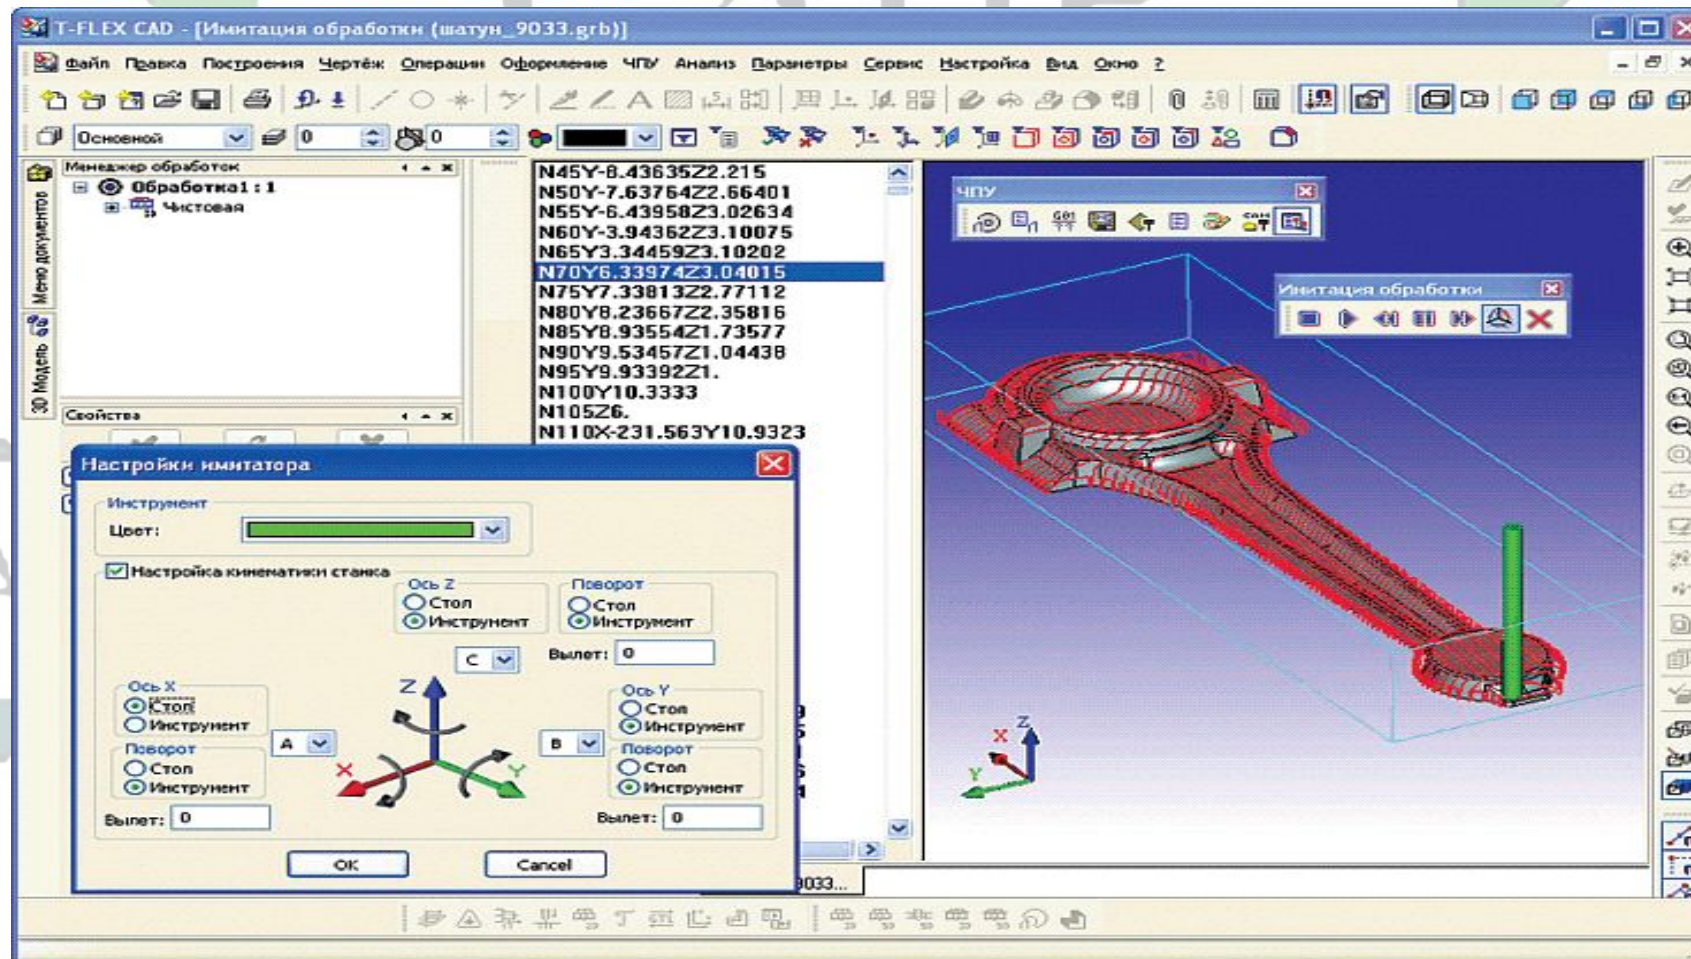 T-FLEX CAD - [Имитация обработки (шатун_9033.grb)]
Файл Правка Построения Чертёж Операции Оформление ЧПУ Анализ Параметры Сервис Настройка Вид Окно ?
Основной 0 0
Менеджер обработок
Обработка1 : 1
Чистовая
Меню документов
3D Модель
Свойства
N45Y-8.43635Z2.215
N50Y-7.63764Z2.66401
N55Y-6.43958Z3.02634
N60Y-3.94362Z3.10075
N65Y3.34459Z3.10202
N70Y6.33974Z3.04015
N75Y7.33813Z2.77112
N80Y8.23667Z2.35816
N85Y8.93554Z1.73577
N90Y9.53457Z1.04438
N95Y9.93392Z1.
N100Y10.3333
N105Z6.
N110X-231.563Y10.9323
ЧПУ
Имитация обработки
Настройки имитатора
Инструмент
Цвет:
Настройка кинематики станка
Ось Z
Стол
Инструмент
Поворот
Стол
Инструмент
C
Вылет: 0
Ось X
Стол
Инструмент
Поворот
Стол
Инструмент
A
Вылет: 0
Z
X
Y
Ось Y
Стол
Инструмент
B
Поворот
Стол
Инструмент
Вылет: 0
OK
Cancel
9033...
Z
X
Y